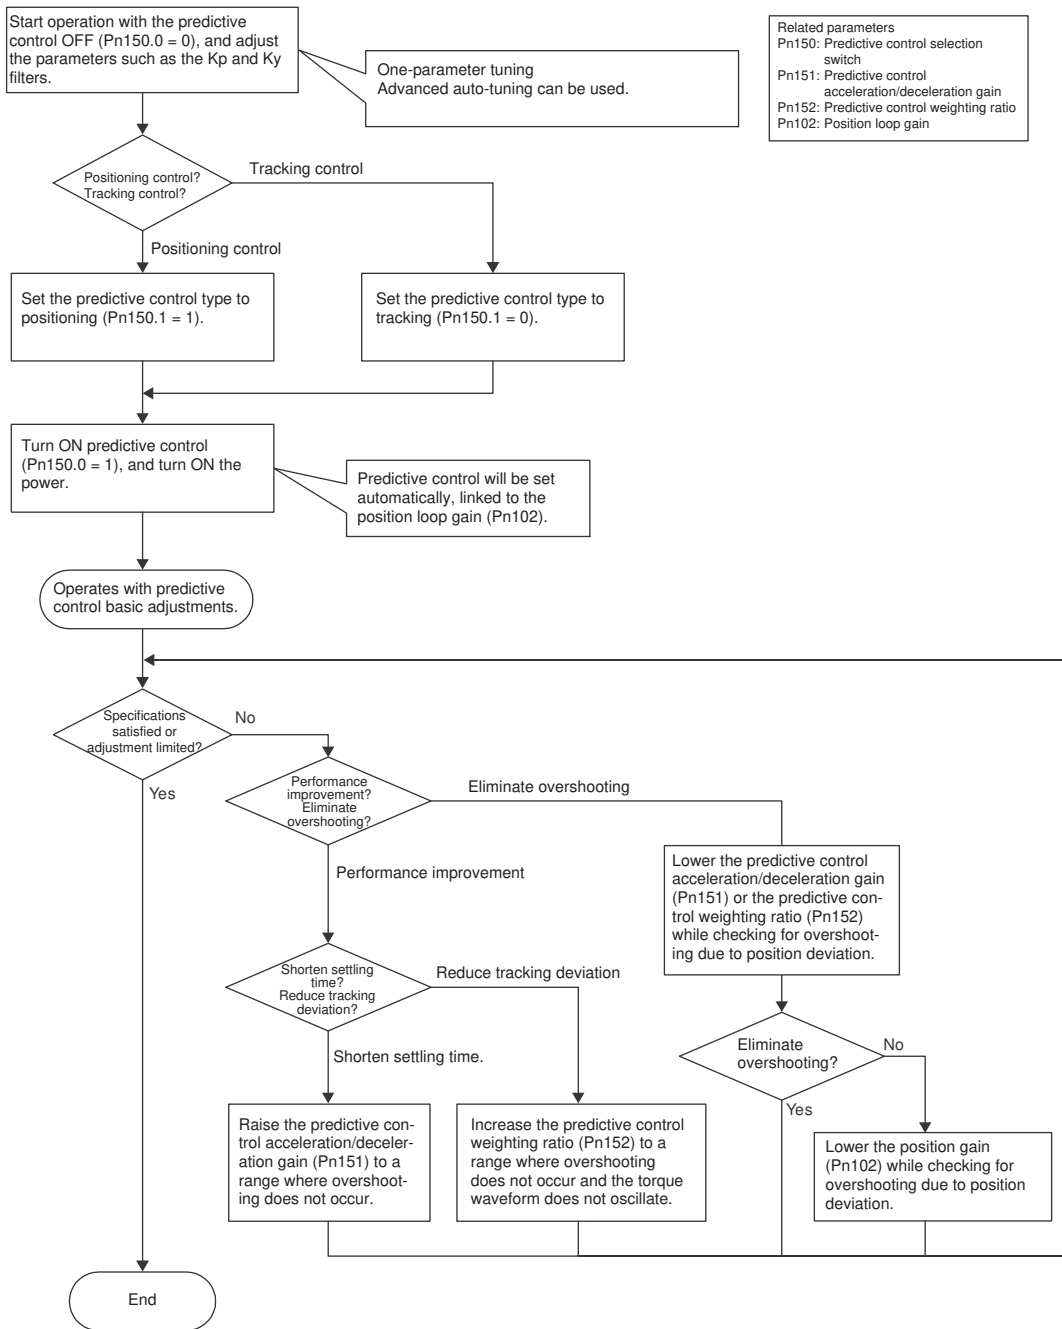 Start operation with the predictive
control OFF (Pn150.0 = 0), and adjust
the parameters such as the Kp and Ky
filters.
One-parameter tuning
Advanced auto-tuning can be used.
Related parameters
Pn150: Predictive control selection
switch
Pn151: Predictive control
acceleration/deceleration gain
Pn152: Predictive control weighting ratio
Pn102: Position loop gain
Positioning control?
Tracking control?
Tracking control
Positioning control
Set the predictive control type to
positioning (Pn150.1 = 1).
Set the predictive control type to
tracking (Pn150.1 = 0).
Turn ON predictive control
(Pn150.0 = 1), and turn ON the
power.
Predictive control will be set
automatically, linked to the
position loop gain (Pn102).
Operates with predictive
control basic adjustments.
Specifications
satisfied or
adjustment limited?
No
Yes
Performance
improvement?
Eliminate
overshooting?
Eliminate overshooting
Performance improvement
Lower the predictive control
acceleration/deceleration gain
(Pn151) or the predictive con-
trol weighting ratio (Pn152)
while checking for overshoot-
ing due to position deviation.
Shorten settling
time?
Reduce tracking
deviation?
Reduce tracking deviation
Shorten settling time.
Eliminate
overshooting?
No
Yes
Raise the predictive con-
trol acceleration/deceler-
ation gain (Pn151) to a
range where overshoot-
ing does not occur.
Increase the predictive control
weighting ratio (Pn152) to a
range where overshooting
does not occur and the torque
waveform does not oscillate.
Lower the position gain
(Pn102) while checking for
overshooting due to position
deviation.
End